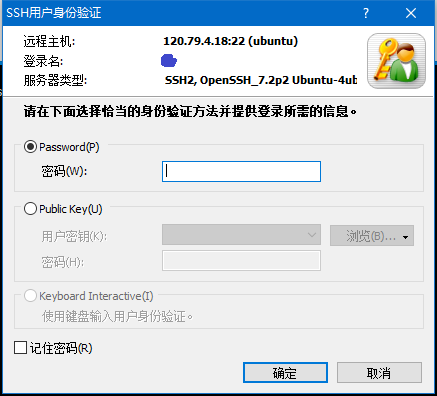 SSH用户身份验证
远程主机: 120.79.4.18:22 (ubuntu)
登录名:
服务器类型: SSH2, OpenSSH_7.2p2 Ubuntu-4ub
请在下面选择恰当的身份验证方法并提供登录所需的信息。
Password(P)
密码(W):
Public Key(U)
用户密钥(K): 浏览(B)...
密码(H):
Keyboard Interactive(I)
使用键盘输入用户身份验证。
记住密码(R)
确定 取消